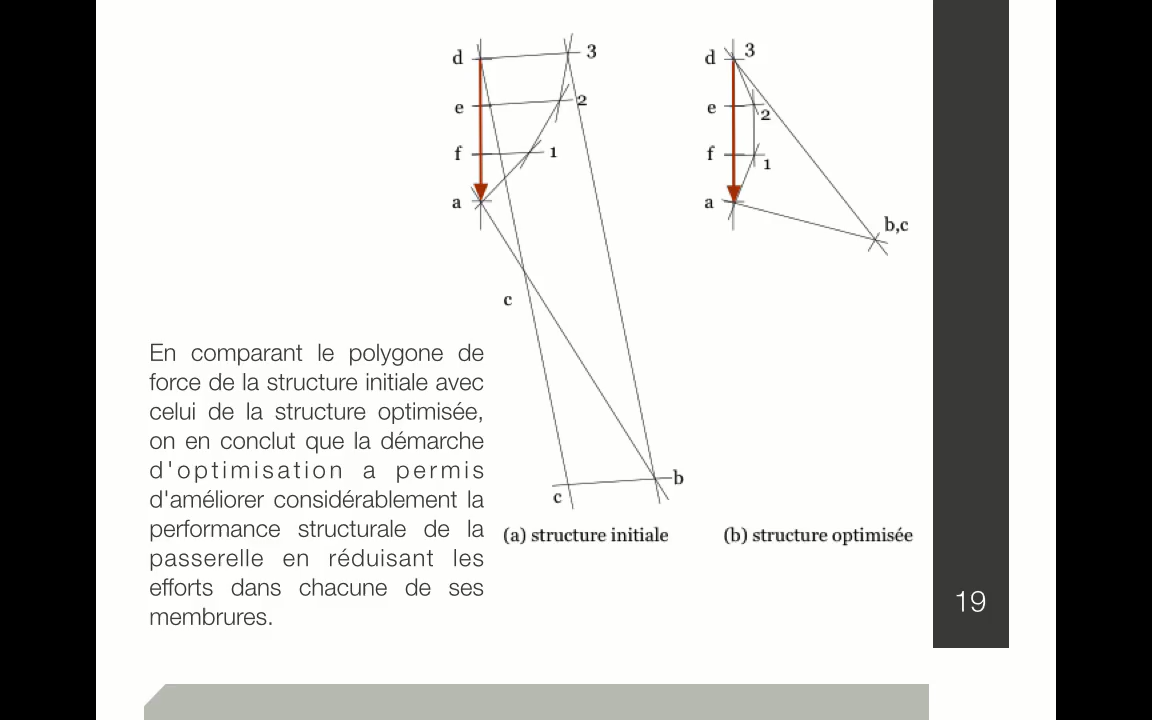 d
3
e
2
f
1
a
c
c
b
(a) structure initiale
d
3
e
2
f
1
a
b,c
(b) structure optimisée
En comparant le polygone de
force de la structure initiale avec
celui de la structure optimisée,
on en conclut que la démarche
d'optimisation a permis
d'améliorer considérablement la
performance structurale de la
passerelle en réduisant les
efforts dans chacune de ses
membrures.
19